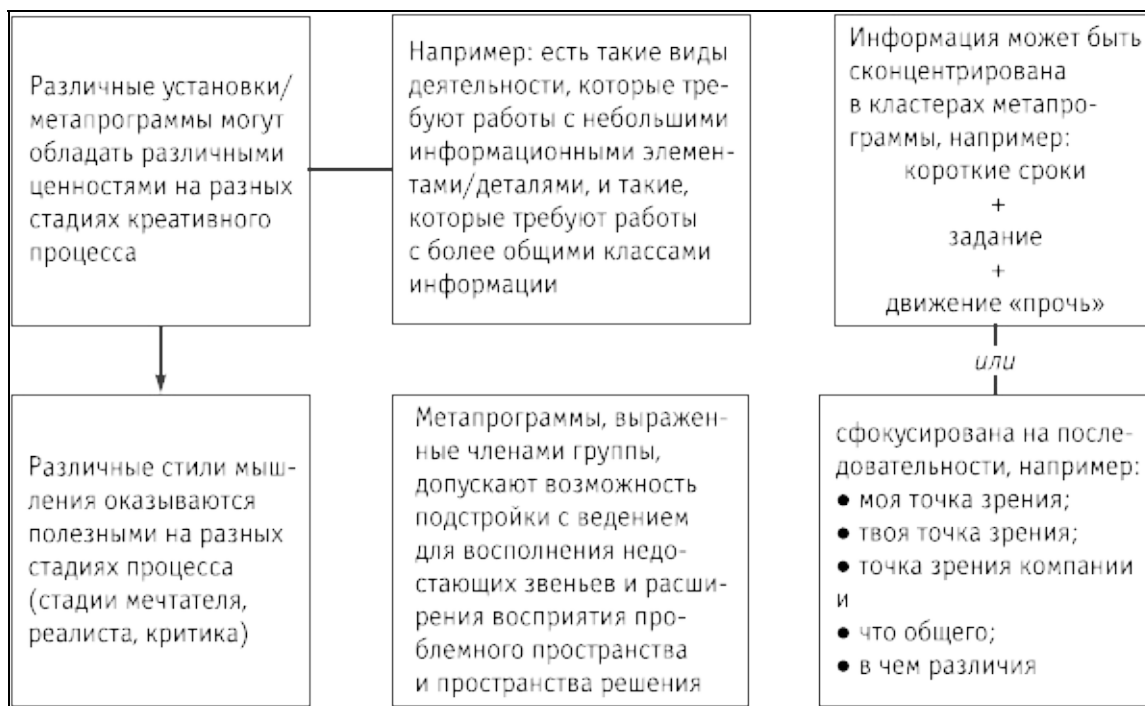 Различные установки/
метапрограммы могут
обладать различными
ценностями на разных
стадиях креативного
процесса
Например: есть такие виды
деятельности, которые тре-
буют работы с небольшими
информационными элемен-
тами/деталями, и такие,
которые требуют работы
с более общими классами
информации
Информация может быть
сконцентрирована
в кластерах метапро-
граммы, например:
короткие сроки
+
задание
+
движение «прочь»
или
Различные стили мыш-
ления оказываются
полезными на разных
стадиях процесса
(стадии мечтателя,
реалиста, критика)
Метапрограммы, выражен-
ные членами группы,
допускают возможность
подстройки с ведением
для восполнения недо-
стающих звеньев и расши-
рения восприятия про-
блемного пространства
и пространства решения
сфокусирована на после-
довательности, например:
● моя точка зрения;
● твоя точка зрения;
● точка зрения компании
и
● что общего;
● в чем различия